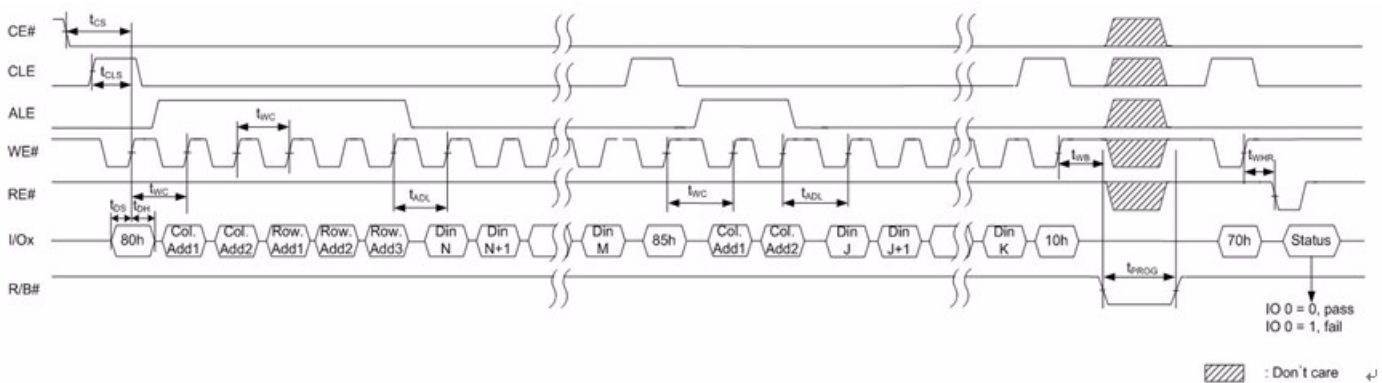 CE#
tCS
CLE
tCLS
ALE
tWC
WE#
tWB
tWHR
RE#
tWC
tADL
tWC
tADL
tDS
tDH
I/Ox
80h
Col. Add1
Col. Add2
Row. Add1
Row. Add2
Row. Add3
Din N
Din N+1
Din M
85h
Col. Add1
Col. Add2
Din J
Din J+1
Din K
10h
70h
Status
tPROG
R/B#
IO 0 = 0, pass
IO 0 = 1, fail
: Don`t care